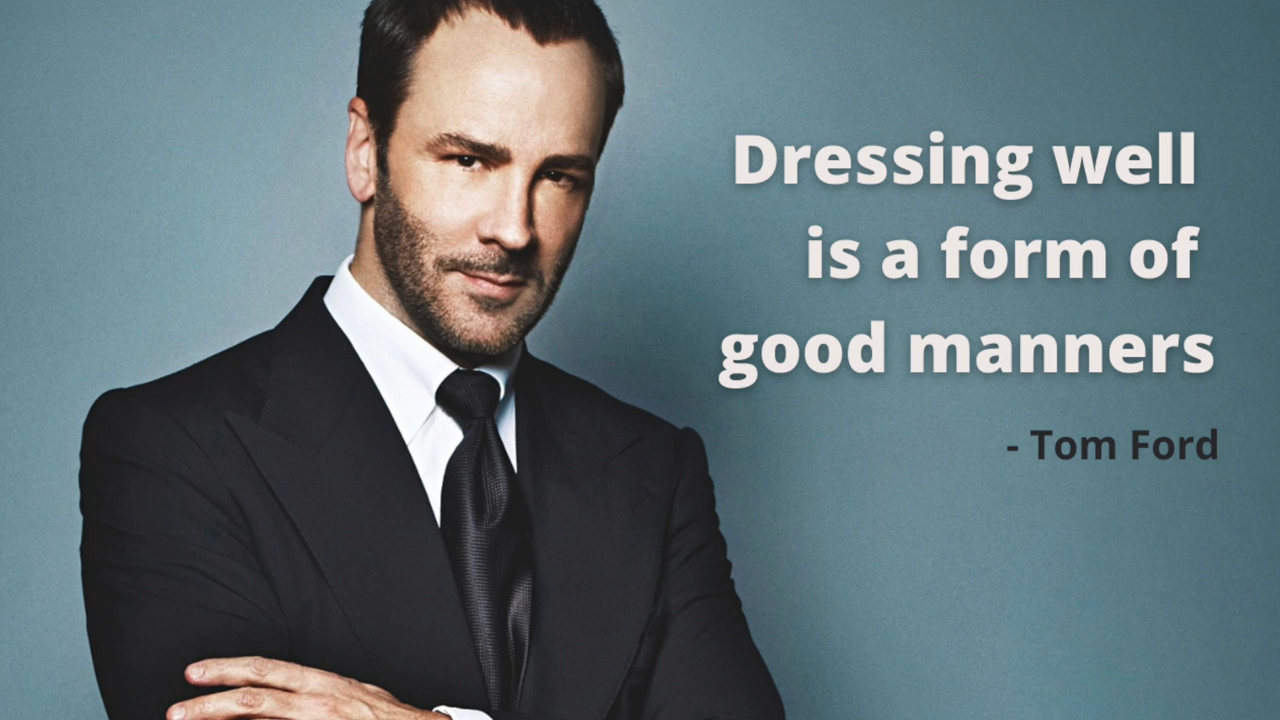 Dressing well
is a form of
good manners
- Tom Ford